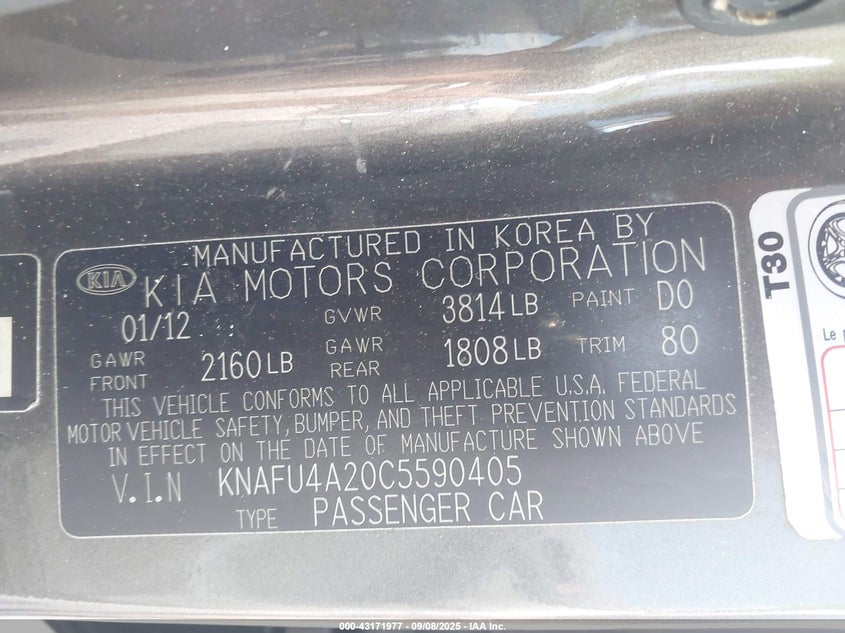 MANUFACTURED IN KOREA BY
KIA KIA MOTORS CORPORATION
01/12 GVWR 3814LB PAINT D0
GAWR FRONT 2160LB GAWR REAR 1808LB TRIM 80
THIS VEHICLE CONFORMS TO ALL APPLICABLE U.S.A. FEDERAL
MOTOR VEHICLE SAFETY, BUMPER, AND THEFT PREVENTION STANDARDS
IN EFFECT ON THE DATE OF MANUFACTURE SHOWN ABOVE
V.I.N KNAFU4A20C5590405
TYPE PASSENGER CAR
T30
Le
000-43171977 - 09/08/2025 - IAA Inc.